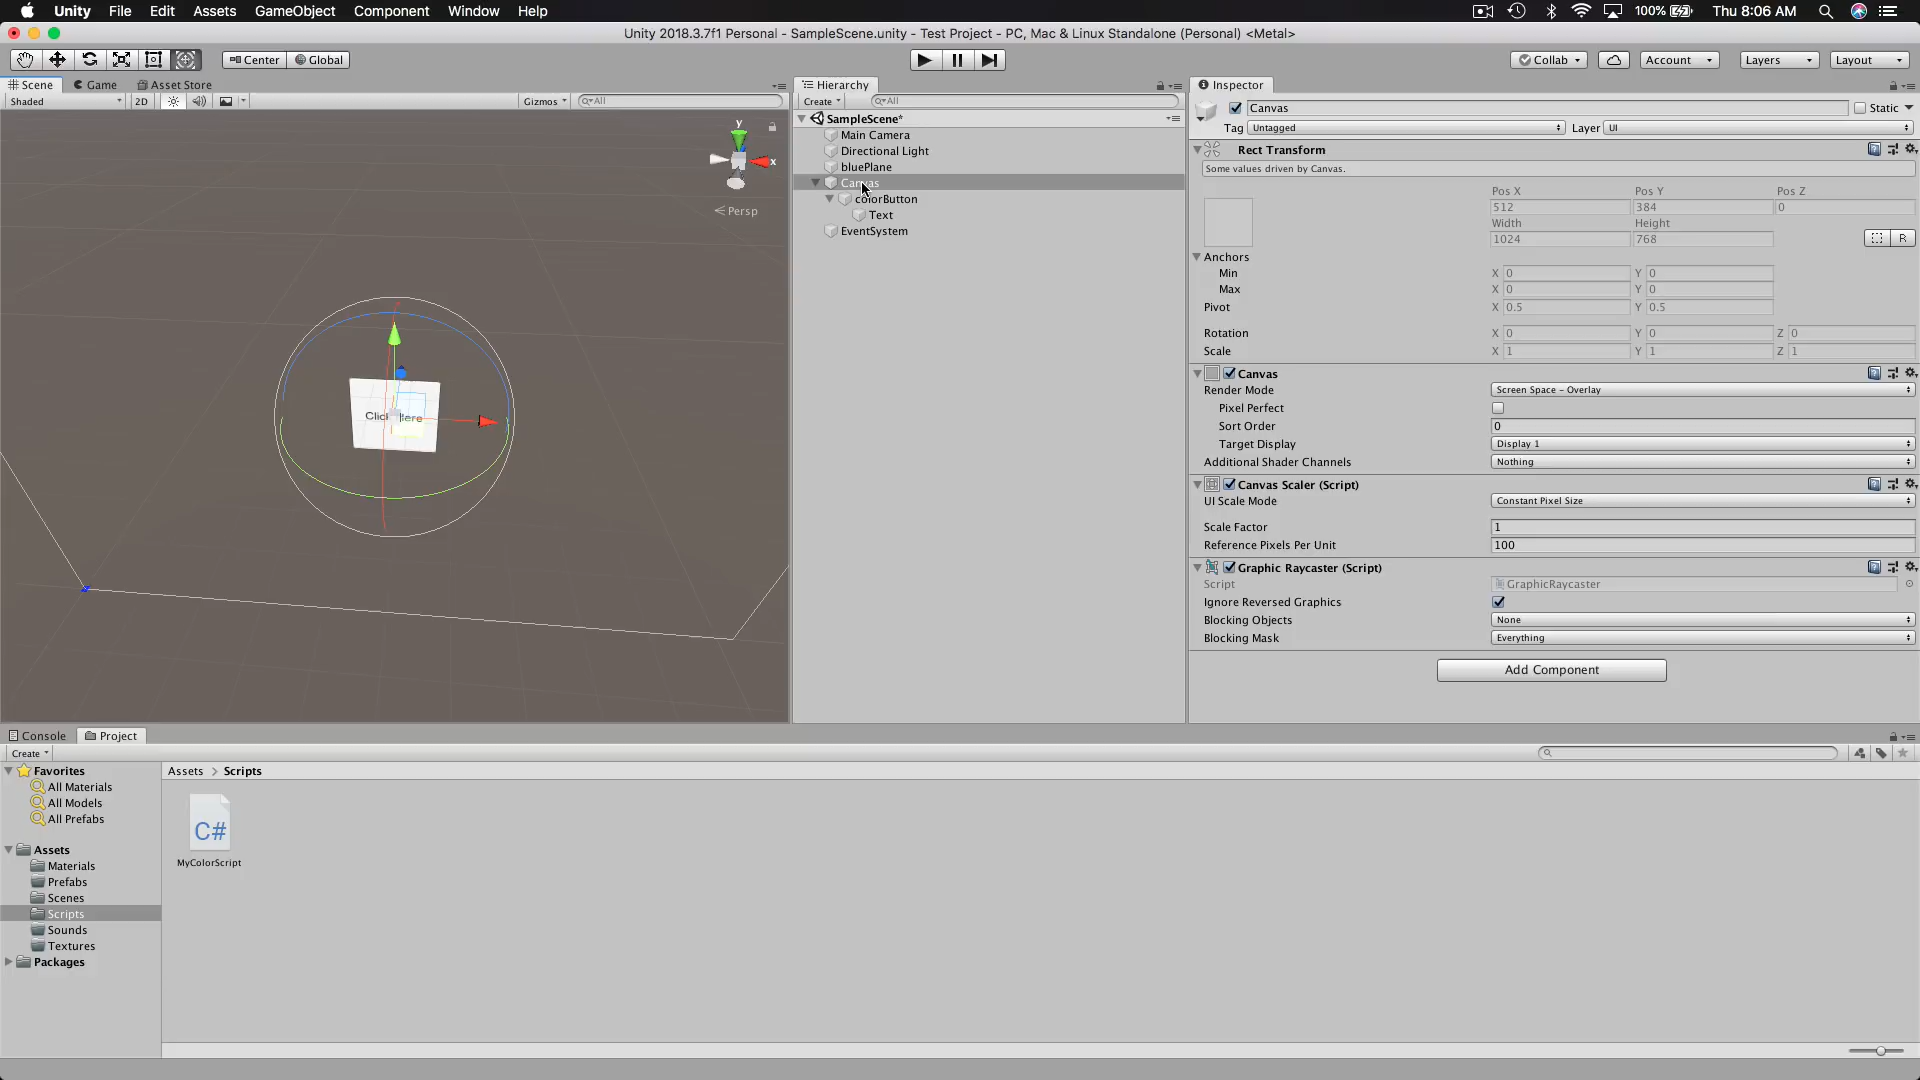 Unity File Edit Assets GameObject Component Window Help 100% Thu 8:06 AM
Unity 2018.3.7f1 Personal - SampleScene.unity - Test Project - PC, Mac & Linux Standalone (Personal) <Metal>
Center Global Collab Account Layers Layout
Scene Game Asset Store
Shaded 2D Gizmos All
y
x
Persp
Click Here
Hierarchy
Create All
SampleScene*
Main Camera
Directional Light
bluePlane
Canvas
colorButton
Text
EventSystem
Inspector
Canvas Static
Tag Untagged Layer UI
Rect Transform
Some values driven by Canvas.
Pos X Pos Y Pos Z
512 384 0
Width Height
1024 768
R
Anchors
Min X 0 Y 0
Max X 0 Y 0
Pivot X 0.5 Y 0.5
Rotation X 0 Y 0 Z 0
Scale X 1 Y 1 Z 1
Canvas
Render Mode Screen Space - Overlay
Pixel Perfect
Sort Order 0
Target Display Display 1
Additional Shader Channels Nothing
Canvas Scaler (Script)
UI Scale Mode Constant Pixel Size
Scale Factor 1
Reference Pixels Per Unit 100
Graphic Raycaster (Script)
Script GraphicRaycaster
Ignore Reversed Graphics
Blocking Objects None
Blocking Mask Everything
Add Component
Console Project
Create
Favorites
All Materials
All Models
All Prefabs
Assets
Materials
Prefabs
Scenes
Scripts
Sounds
Textures
Packages
Assets > Scripts
C#
MyColorScript